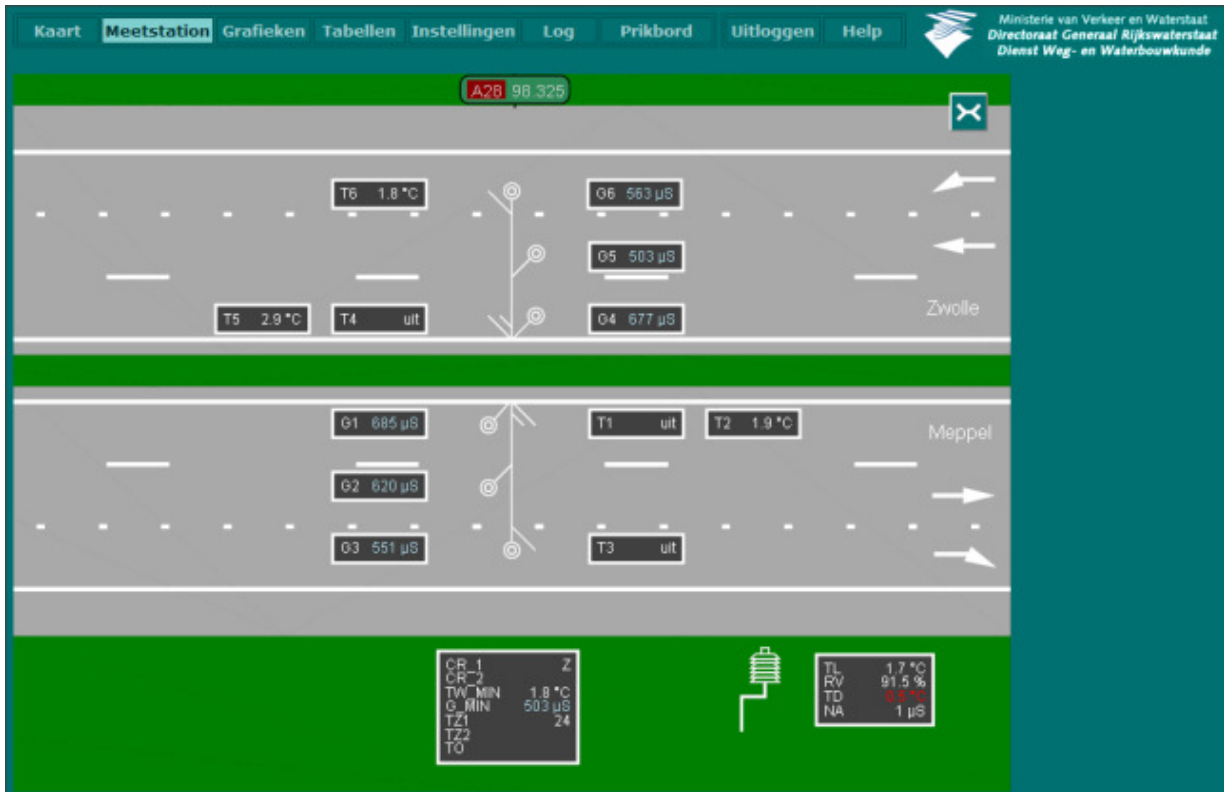 Kaart Meetstation Grafieken Tabellen Instellingen Log Prikbord Uitloggen Help
Ministerie van Verkeer en Waterstaat
Directoraat Generaal Rijkswaterstaat
Dienst Weg- en Waterbouwkunde
A28 98.325
T6 1.8 °C G6 563 µS
G5 503 µS
T5 2.9 °C T4 uit G4 677 µS Zwolle
G1 685 µS T1 uit T2 1.9 °C Meppel
G2 620 µS
G3 551 µS T3 uit
CR_1 Z
CR_2
TW_MIN 1.8 °C
G_MIN 503 µS
TZ1 24
TZ2
TO
TL 1.7 °C
RV 91.5 %
TD 0.5 °C
NA 1 µS